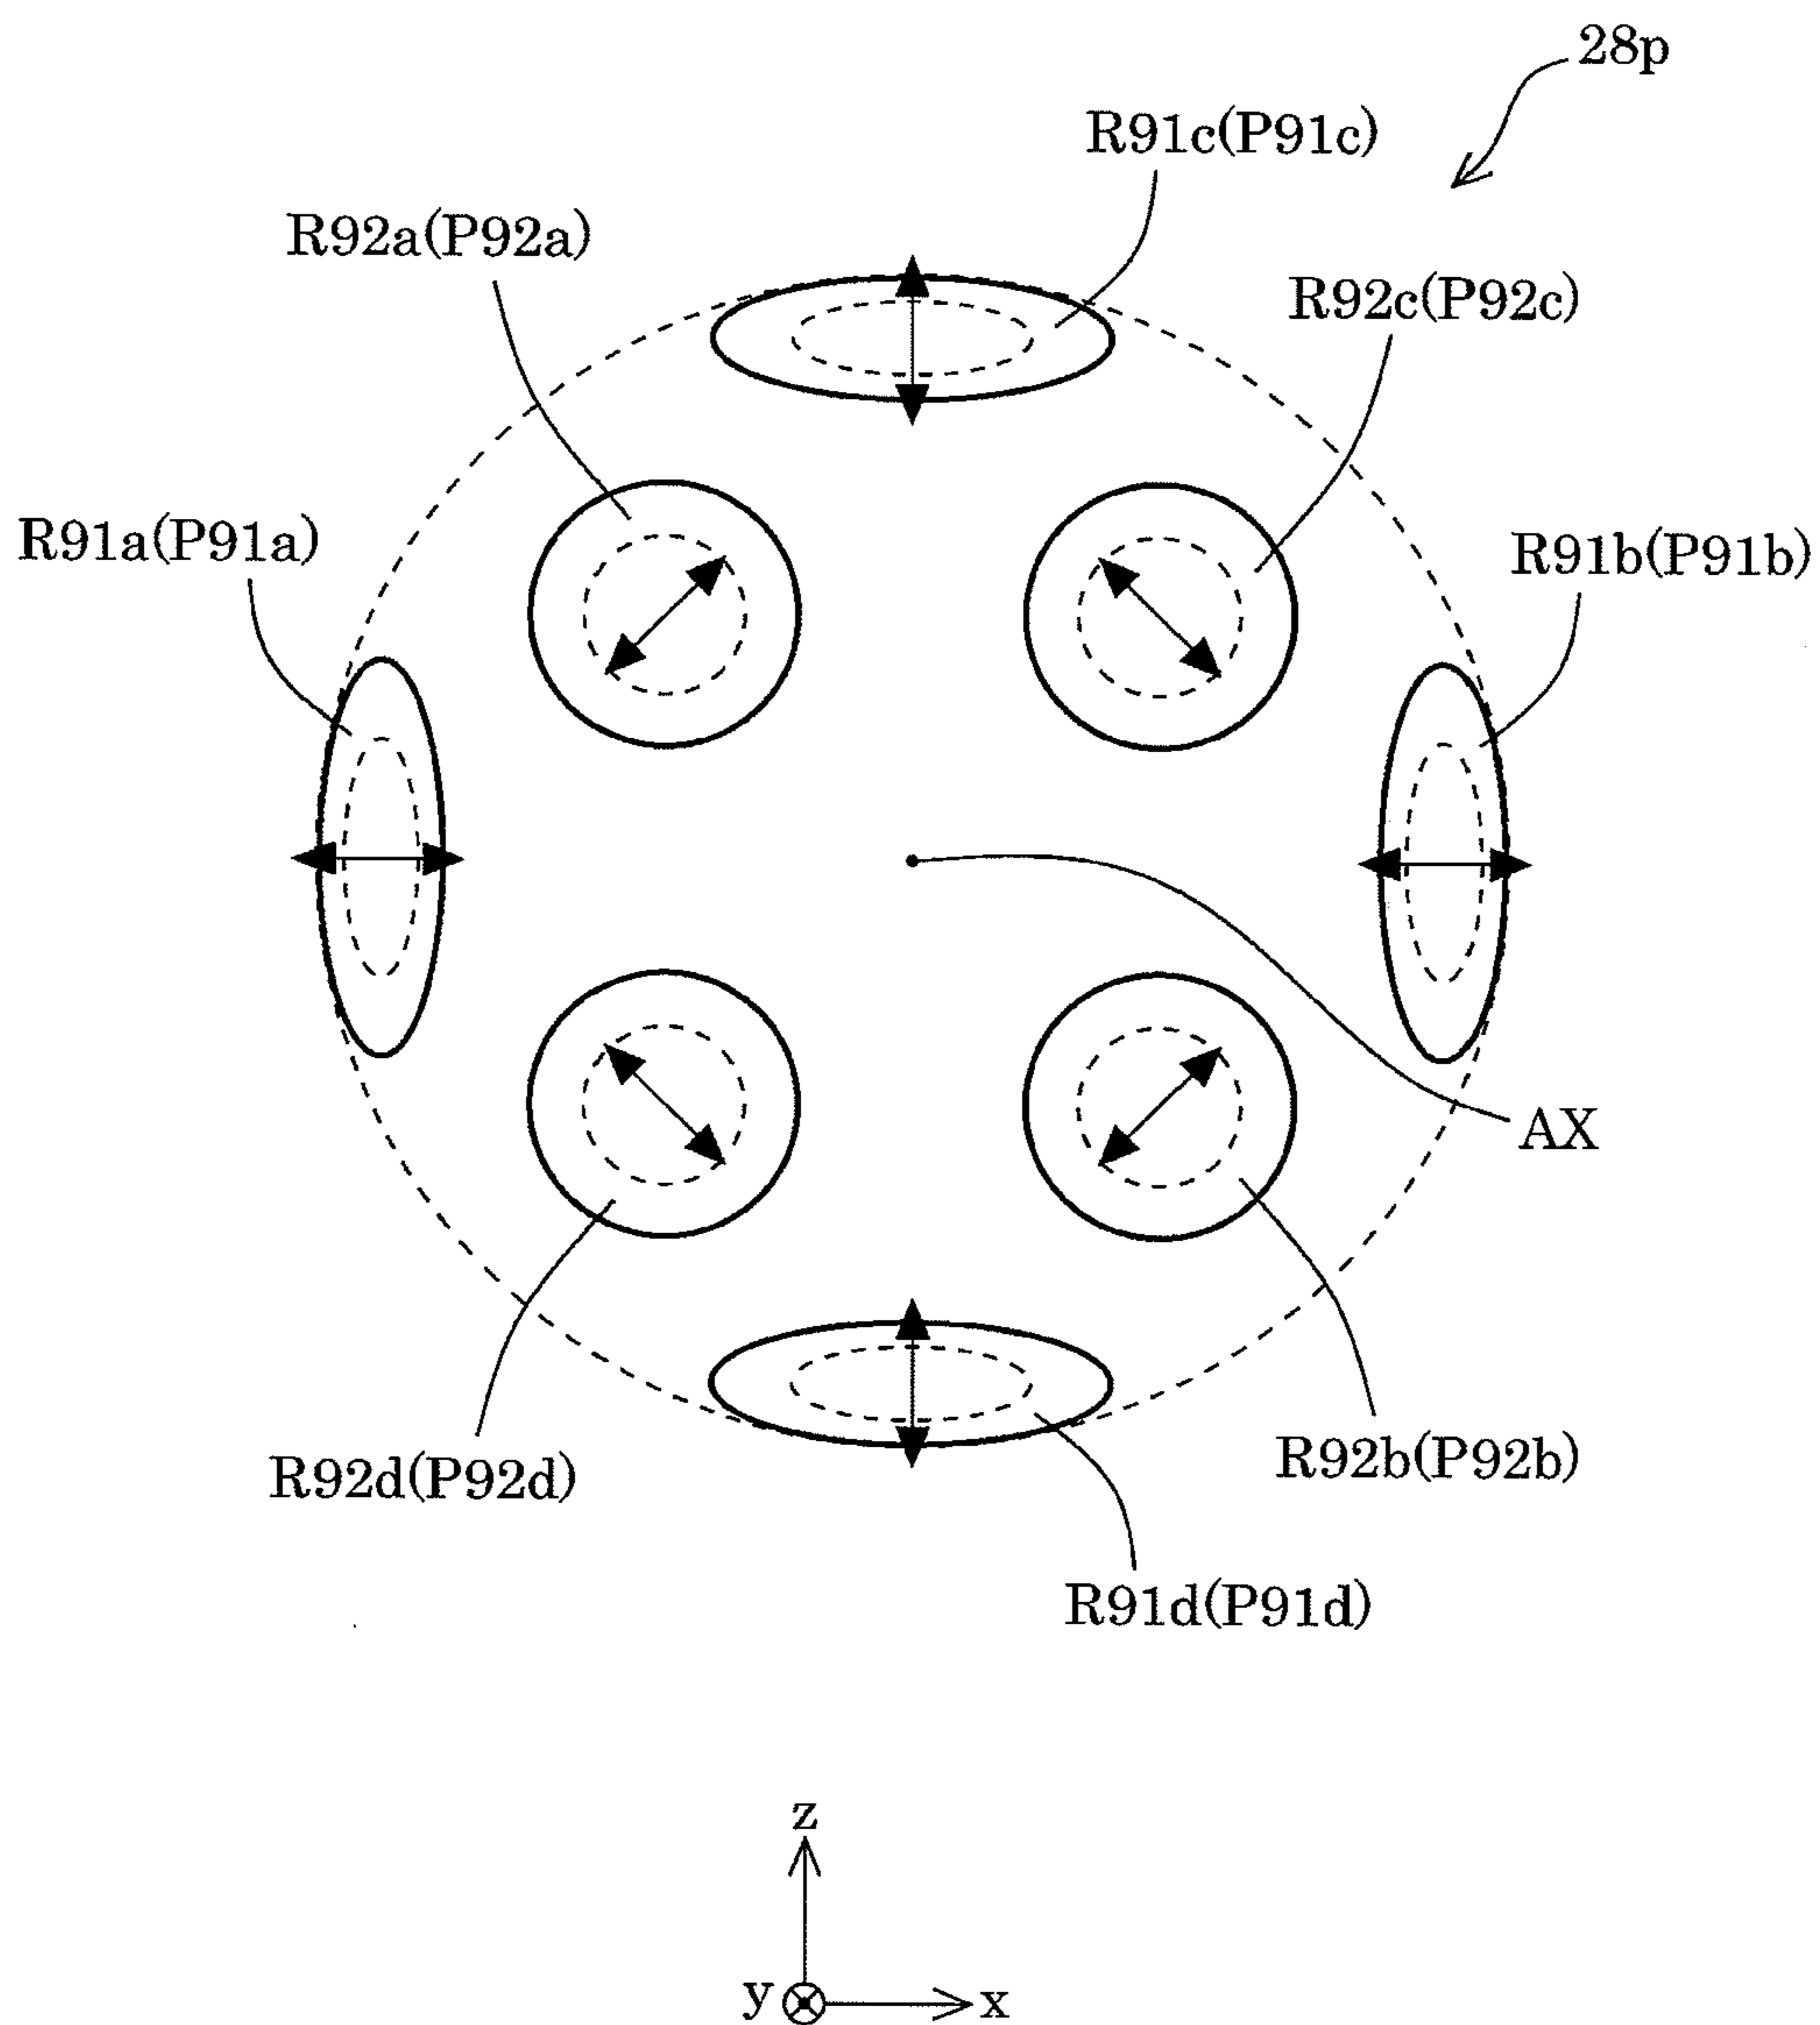 28p
R91c(P91c)
R92a(P92a)
R92c(P92c)
R91a(P91a)
R91b(P91b)
AX
R92b(P92b)
R92d(P92d)
R91d(P91d)
z
y
x